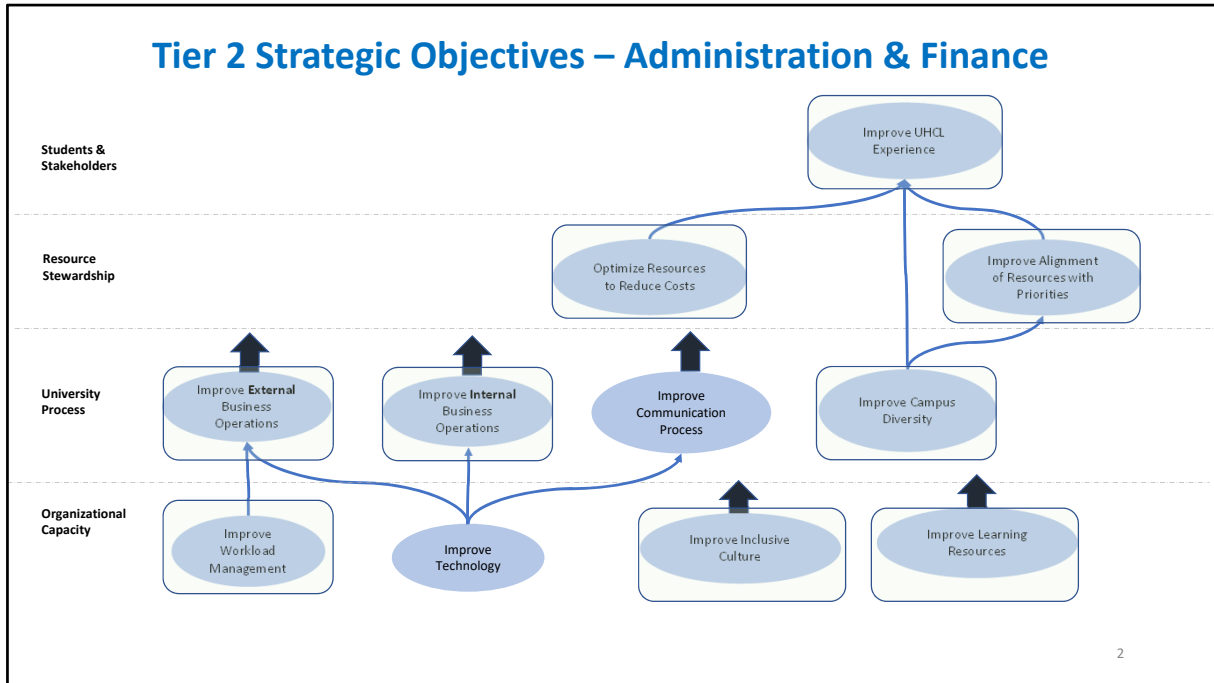 Tier 2 Strategic Objectives – Administration & Finance
Students &
Stakeholders
Improve UHCL
Experience
Resource
Stewardship
Optimize Resources
to Reduce Costs
Improve Alignment
of Resources with
Priorities
University
Process
Improve External
Business
Operations
Improve Internal
Business
Operations
Improve
Communication
Process
Improve Campus
Diversity
Organizational
Capacity
Improve
Workload
Management
Improve
Technology
Improve Inclusive
Culture
Improve Learning
Resources
2